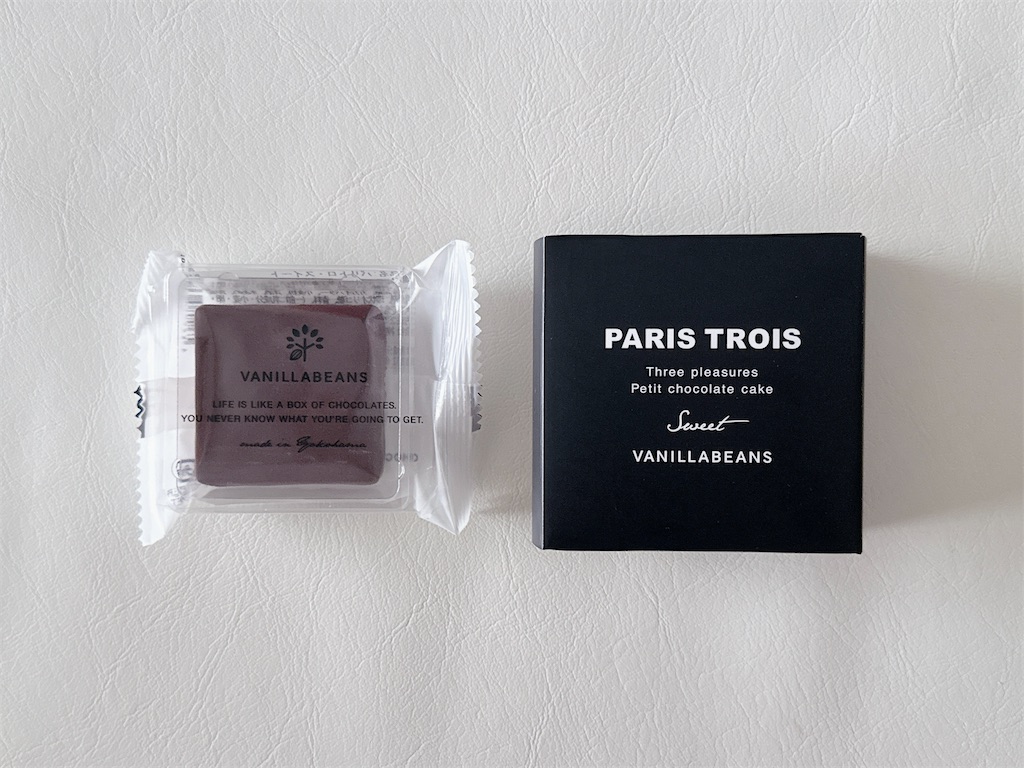 VANILLABEANS
LIFE IS LIKE A BOX OF CHOCOLATES.
YOU NEVER KNOW WHAT YOU'RE GOING TO GET.
made in Yokohama
PARIS TROIS
Three pleasures
Petit chocolate cake
Sweet
VANILLABEANS